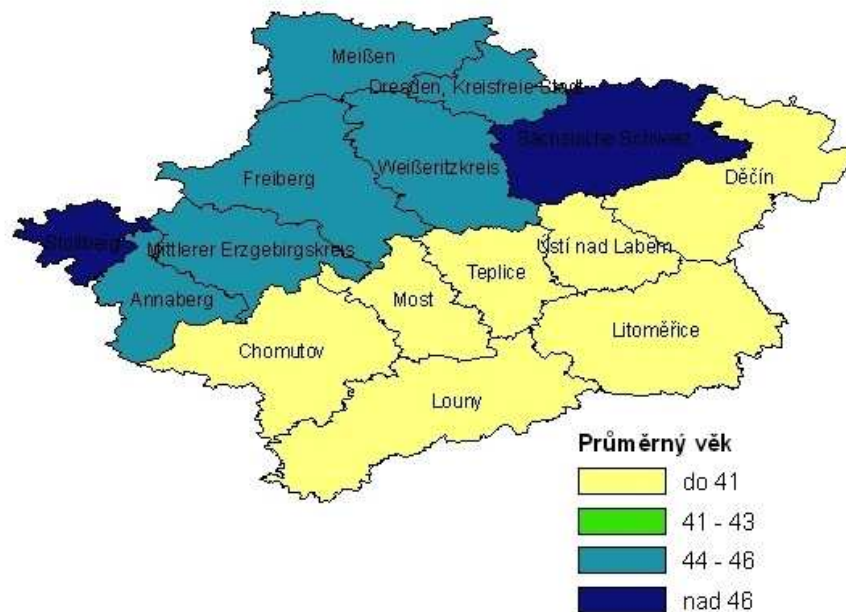 Meißen
Dresden, Kreisfreie Stadt
Sächsische Schweiz
Weißeritzkreis
Freiberg
Děčín
Stollberg
Mittlerer Erzgebirgskreis
Ústí nad Labem
Teplice
Annaberg
Most
Litoměřice
Chomutov
Louny
Průměrný věk
do 41
41 - 43
44 - 46
nad 46